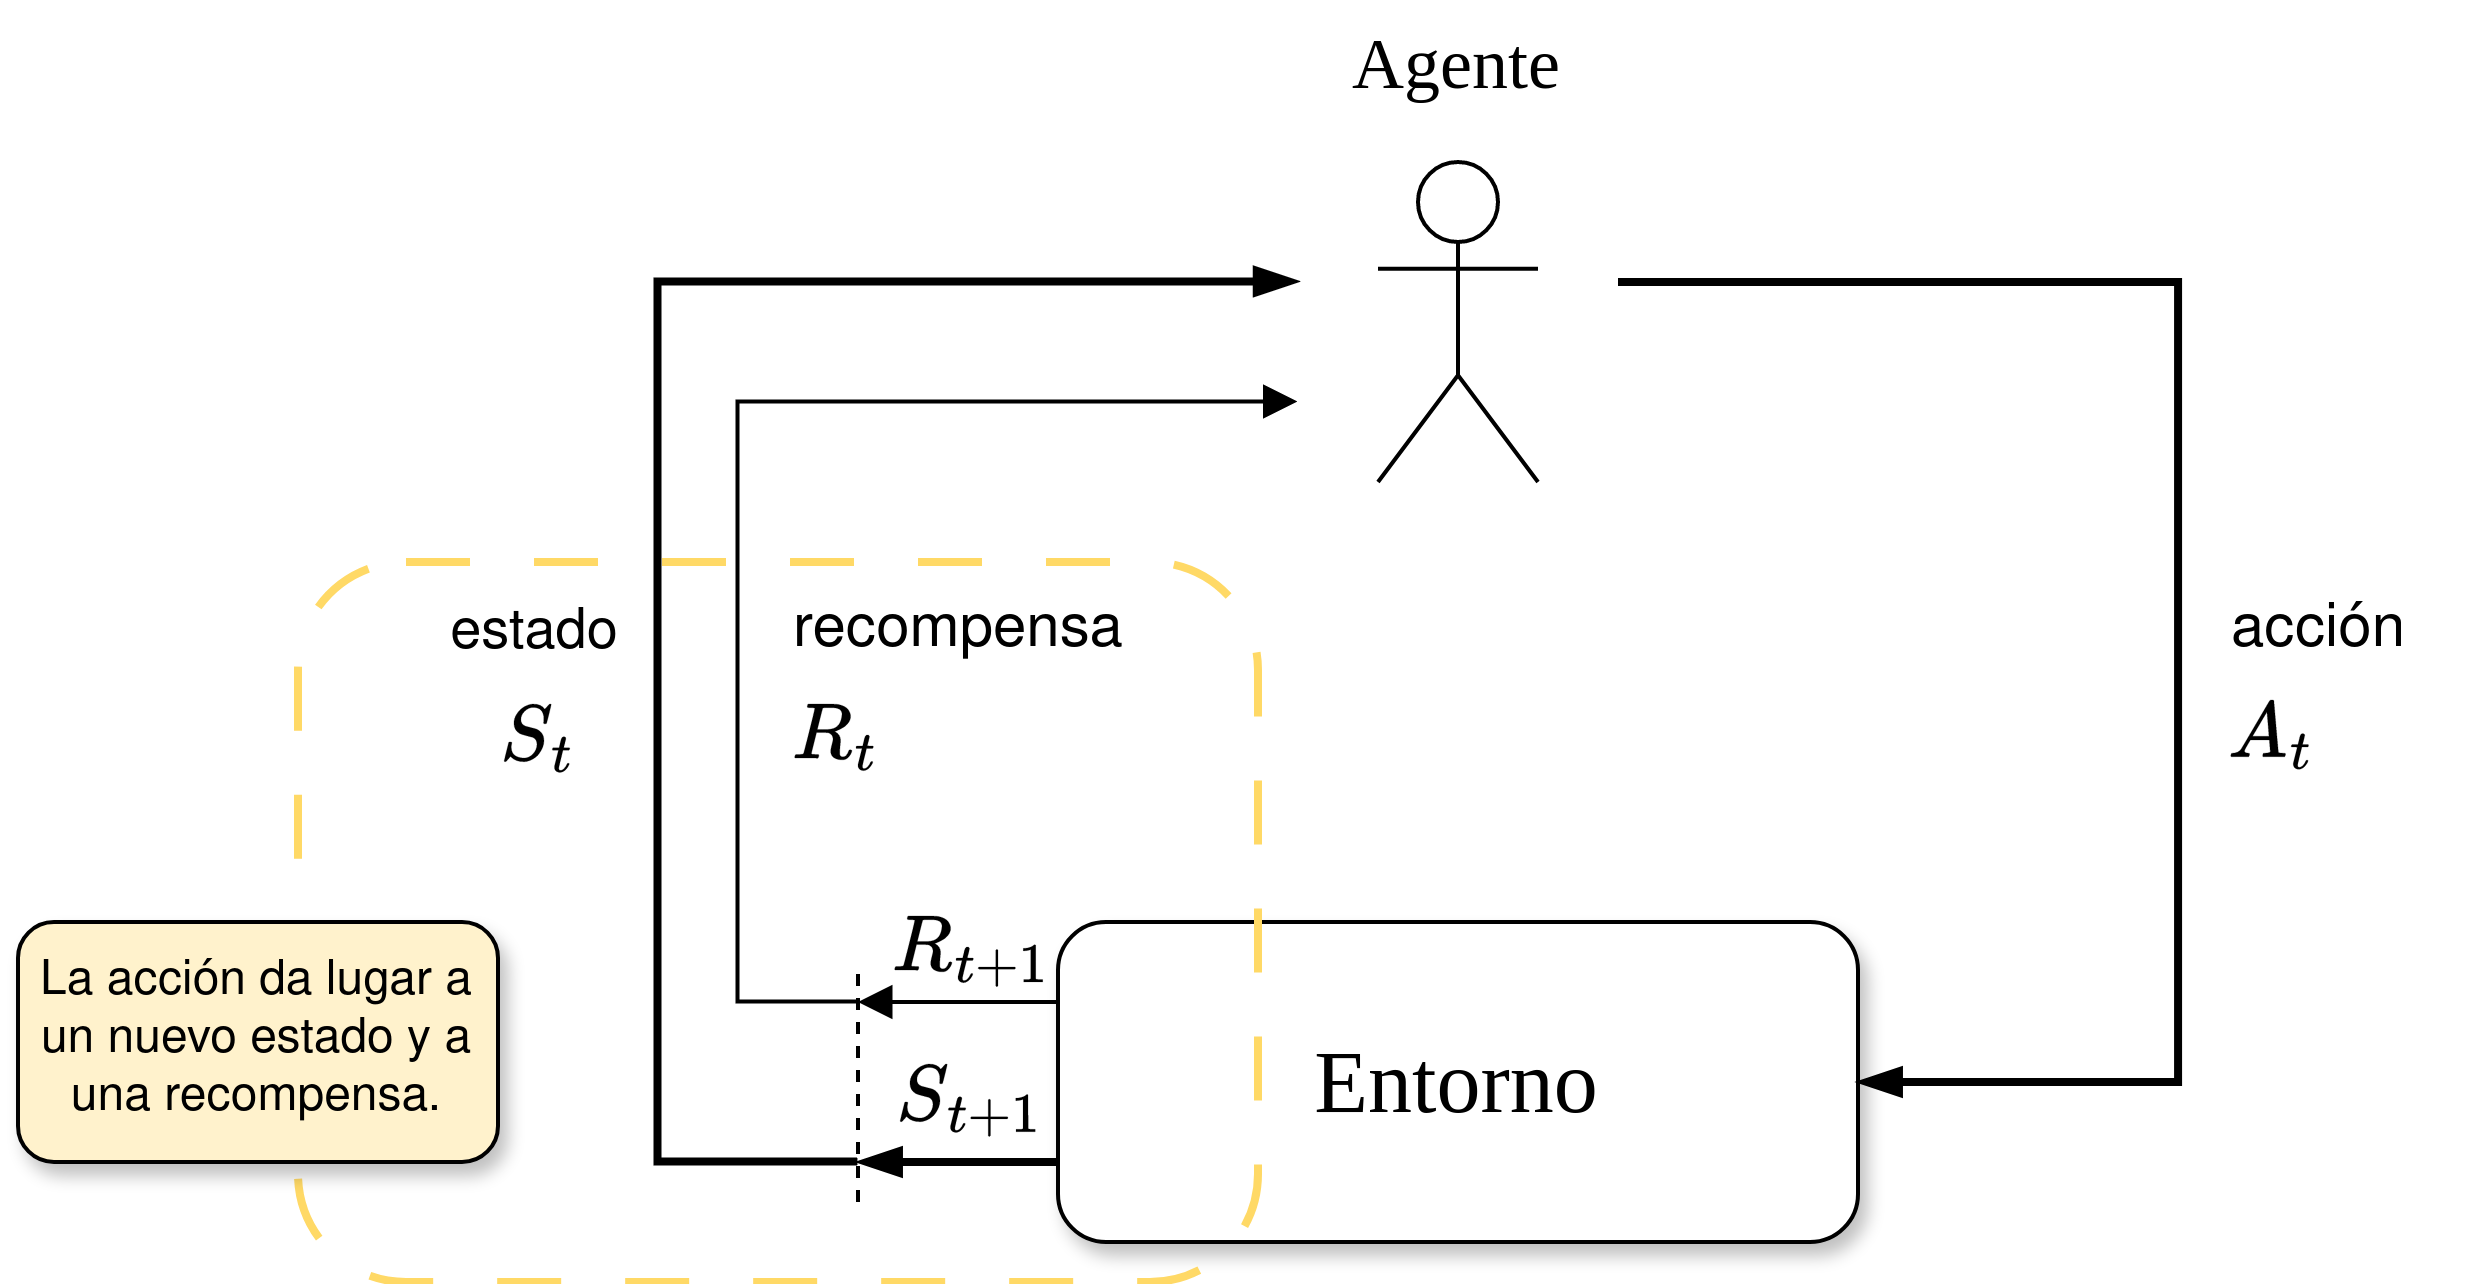 Agente
estado
recompensa
acción
S_t
R_t
A_t
R_{t+1}
La acción da lugar a
un nuevo estado y a
una recompensa.
S_{t+1}
Entorno